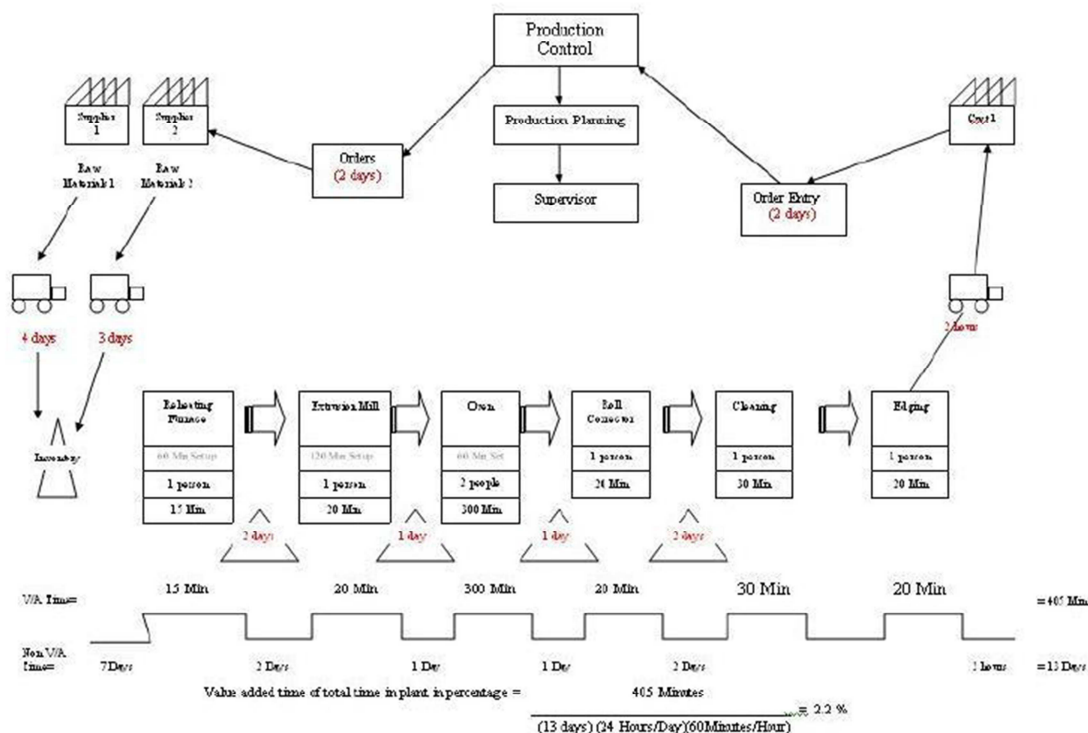 Production
Control
Supplier
1
Supplier
2
Production Planning
Cust 1
Orders
(2 days)
Raw
Materials 1
Raw
Materials 2
Supervisor
Order Entry
(2 days)
4 days
3 days
2 hours
Inventory
Reheating
Furnace
60 Min Setup
1 person
15 Min
Extrusion Mill
120 Min Setup
1 person
20 Min
Oven
60 Min Set
2 people
300 Min
Roll
Corrector
1 person
20 Min
Cleaning
1 person
30 Min
Edging
1 person
20 Min
2 days
1 day
1 day
2 days
V/A Time=
15 Min
20 Min
300 Min
20 Min
30 Min
20 Min
= 405 Min
Non V/A
Time=
7 Days
2 Days
1 Day
1 Day
2 Days
2 hours
= 13 Days
Value added time of total time in plant in percentage =
405 Minutes
(13 days) (24 Hours/Day)(60Minutes/Hour)
= 2.2 %